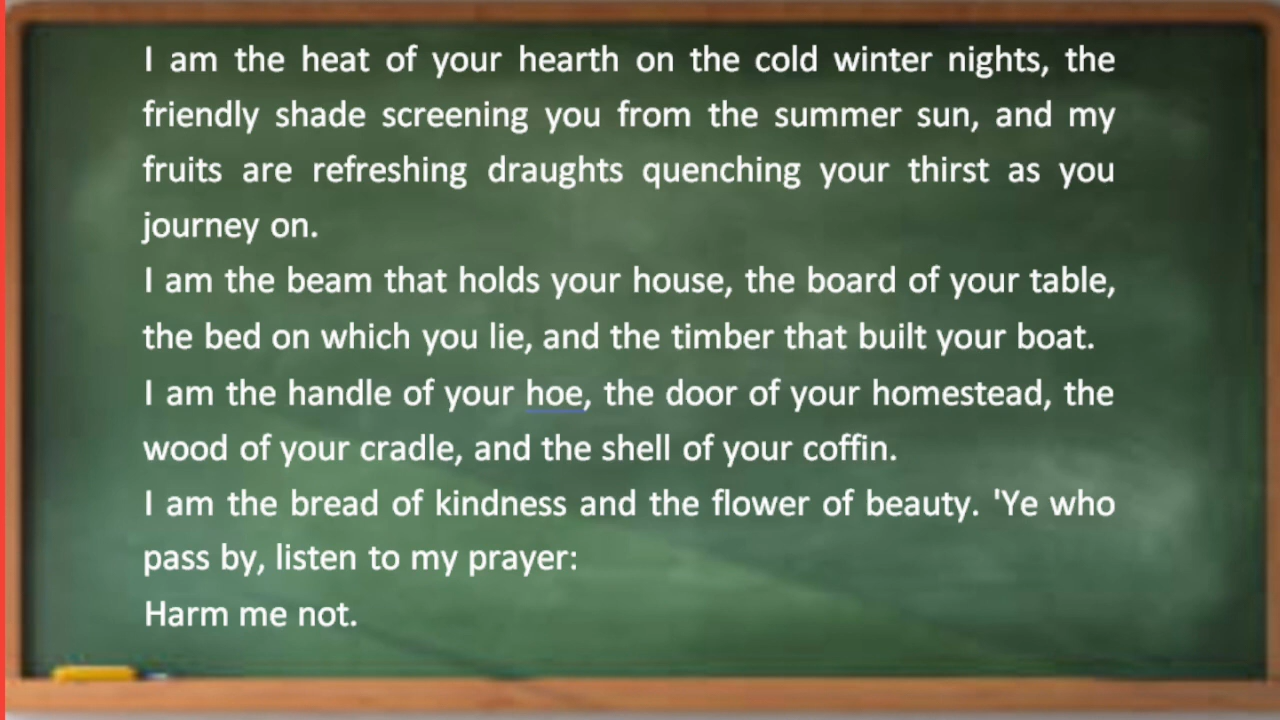 I am the heat of your hearth on the cold winter nights, the
friendly shade screening you from the summer sun, and my
fruits are refreshing draughts quenching your thirst as you
journey on.
I am the beam that holds your house, the board of your table,
the bed on which you lie, and the timber that built your boat.
I am the handle of your hoe, the door of your homestead, the
wood of your cradle, and the shell of your coffin.
I am the bread of kindness and the flower of beauty. 'Ye who
pass by, listen to my prayer:
Harm me not.